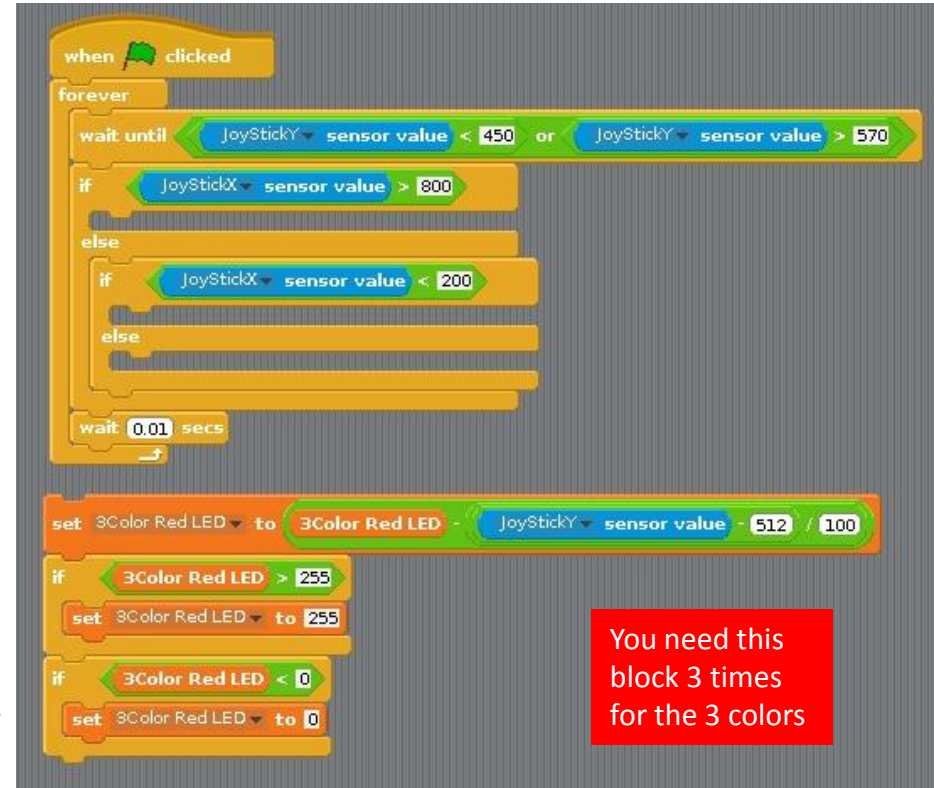 when clicked
forever
wait until JoyStickY sensor value < 450 or JoyStickY sensor value > 570
if JoyStickX sensor value > 800
else
if JoyStickX sensor value < 200
else
wait 0.01 secs
set 3Color Red LED to 3Color Red LED - JoyStickY sensor value - 512 / 100
if 3Color Red LED > 255
set 3Color Red LED to 255
if 3Color Red LED < 0
set 3Color Red LED to 0
You need this
block 3 times
for the 3 colors